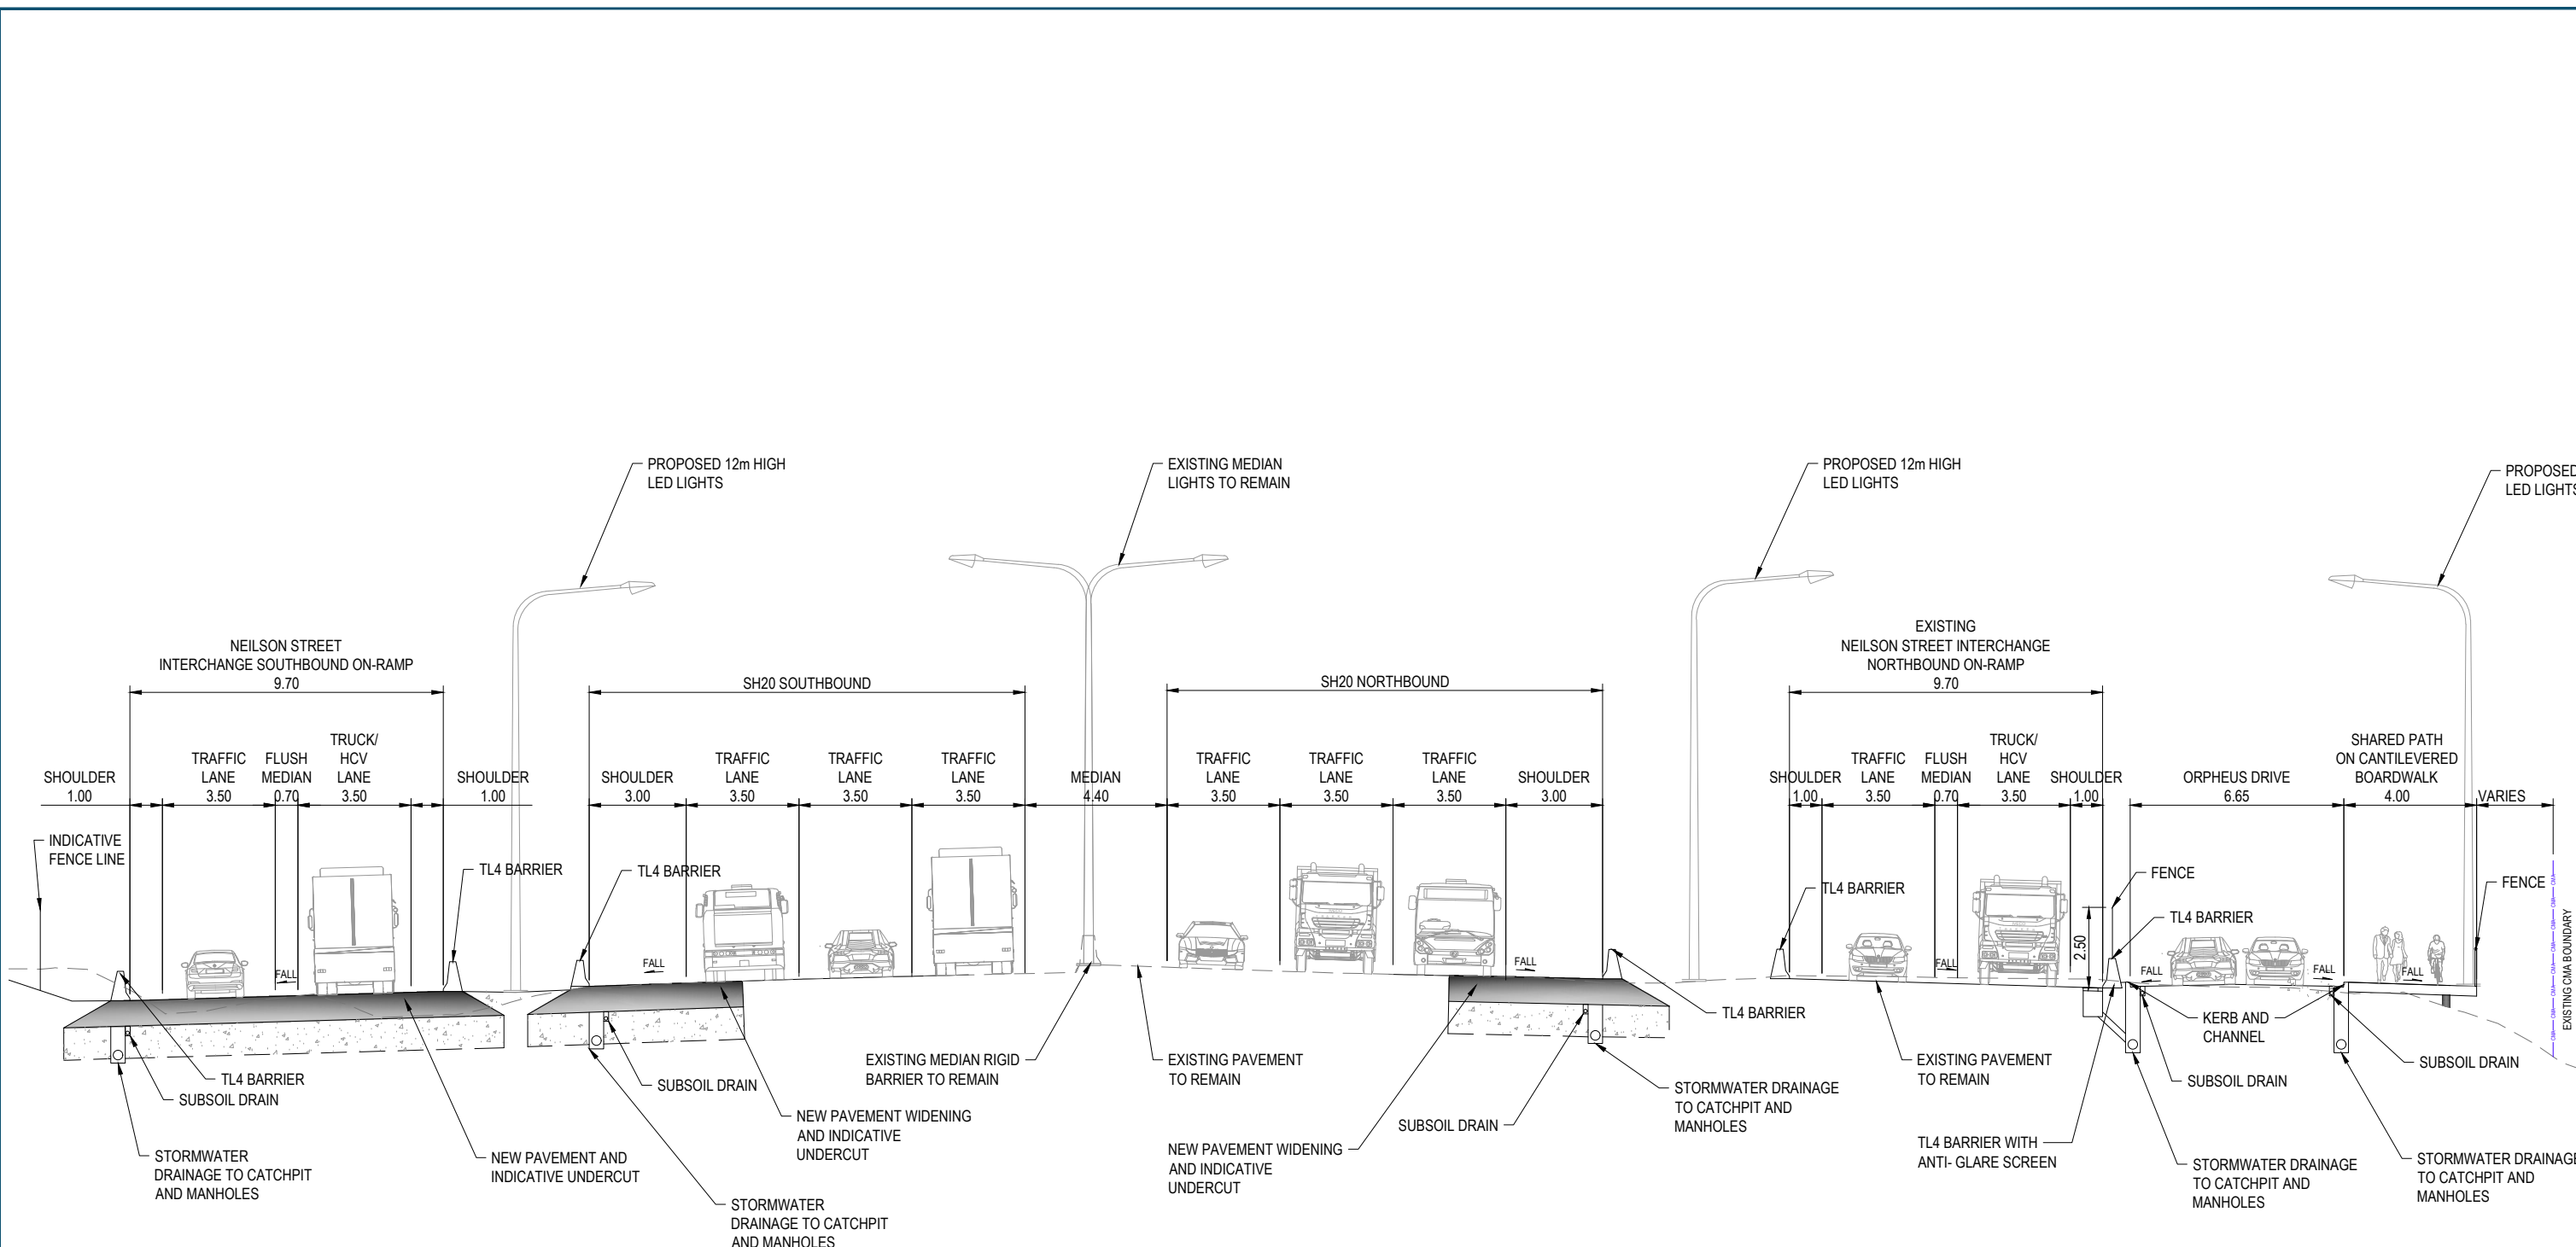 PROPOSED 12m HIGH
LED LIGHTS
EXISTING MEDIAN
LIGHTS TO REMAIN
PROPOSED 12m HIGH
LED LIGHTS
PROPOSED
LED LIGHTS
NEILSON STREET
INTERCHANGE SOUTHBOUND ON-RAMP
9.70
SH20 SOUTHBOUND
SH20 NORTHBOUND
EXISTING
NEILSON STREET INTERCHANGE
NORTHBOUND ON-RAMP
9.70
SHOULDER
1.00
TRAFFIC
LANE
3.50
FLUSH
MEDIAN
0.70
TRUCK/
HCV
LANE
3.50
SHOULDER
1.00
SHOULDER
3.00
TRAFFIC
LANE
3.50
TRAFFIC
LANE
3.50
TRAFFIC
LANE
3.50
MEDIAN
4.40
TRAFFIC
LANE
3.50
TRAFFIC
LANE
3.50
TRAFFIC
LANE
3.50
SHOULDER
3.00
SHOULDER
1.00
TRAFFIC
LANE
3.50
FLUSH
MEDIAN
0.70
TRUCK/
HCV
LANE
3.50
SHOULDER
1.00
ORPHEUS DRIVE
6.65
SHARED PATH
ON CANTILEVERED
BOARDWALK
4.00
VARIES
INDICATIVE
FENCE LINE
TL4 BARRIER
TL4 BARRIER
TL4 BARRIER
FENCE
TL4 BARRIER
FENCE
2.50
FALL
FALL
FALL
FALL
FALL
FALL
FALL
CMA
CMA
CMA
CMA
CMA
EXISTING CMA BOUNDARY
TL4 BARRIER
SUBSOIL DRAIN
STORMWATER
DRAINAGE TO CATCHPIT
AND MANHOLES
NEW PAVEMENT AND
INDICATIVE UNDERCUT
SUBSOIL DRAIN
NEW PAVEMENT WIDENING
AND INDICATIVE
UNDERCUT
STORMWATER
DRAINAGE TO CATCHPIT
AND MANHOLES
EXISTING MEDIAN RIGID
BARRIER TO REMAIN
EXISTING PAVEMENT
TO REMAIN
NEW PAVEMENT WIDENING
AND INDICATIVE
UNDERCUT
SUBSOIL DRAIN
TL4 BARRIER
STORMWATER DRAINAGE
TO CATCHPIT AND
MANHOLES
EXISTING PAVEMENT
TO REMAIN
TL4 BARRIER WITH
ANTI- GLARE SCREEN
KERB AND
CHANNEL
SUBSOIL DRAIN
STORMWATER DRAINAGE
TO CATCHPIT AND
MANHOLES
SUBSOIL DRAIN
STORMWATER DRAINAGE
TO CATCHPIT AND
MANHOLES